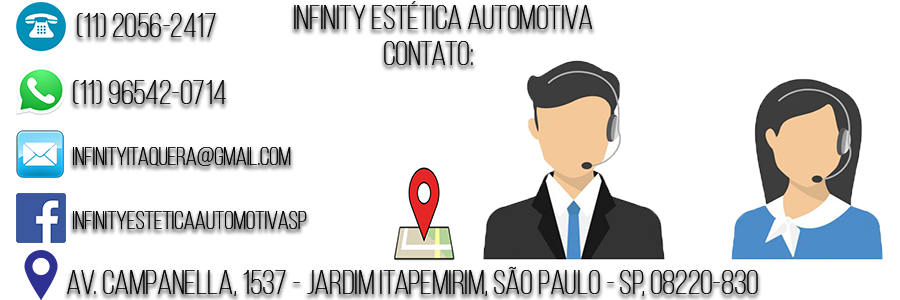 INFINITY ESTÉTICA AUTOMOTIVA
CONTATO:
(11) 2056-2417
(11) 96542-0714
INFINITYITAQUERA@GMAIL.COM
INFINITYESTETICAAUTOMOTIVASP
AV. CAMPANELLA, 1537 - JARDIM ITAPEMIRIM, SÃO PAULO - SP, 08220-830